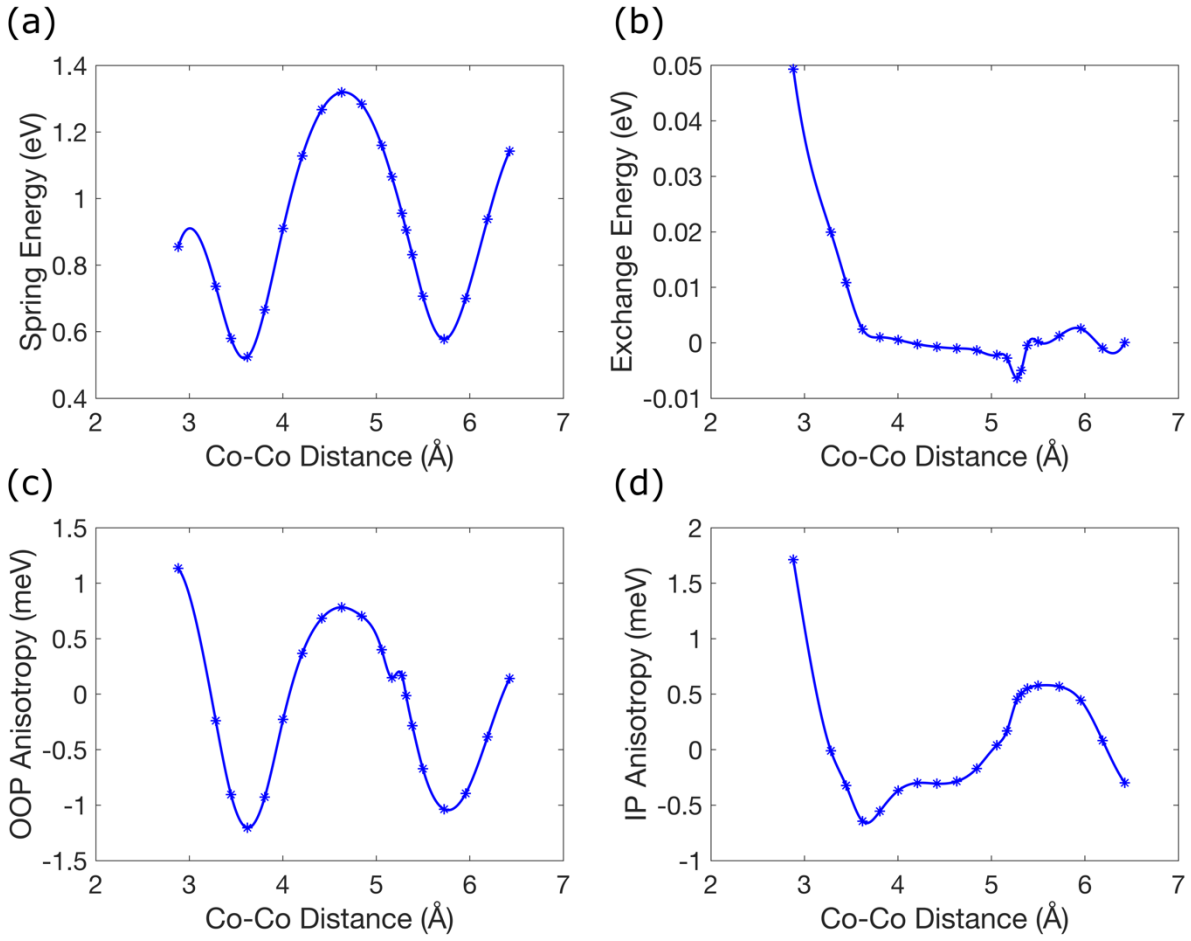 (a)
1.4
1.2
1
0.8
0.6
0.4
2 3 4 5 6 7
Spring Energy (eV)
Co-Co Distance (Å)
(b)
0.05
0.04
0.03
0.02
0.01
0
-0.01
2 3 4 5 6 7
Exchange Energy (eV)
Co-Co Distance (Å)
(c)
1.5
1
0.5
0
-0.5
-1
-1.5
2 3 4 5 6 7
OOP Anisotropy (meV)
Co-Co Distance (Å)
(d)
2
1.5
1
0.5
0
-0.5
-1
2 3 4 5 6 7
IP Anisotropy (meV)
Co-Co Distance (Å)